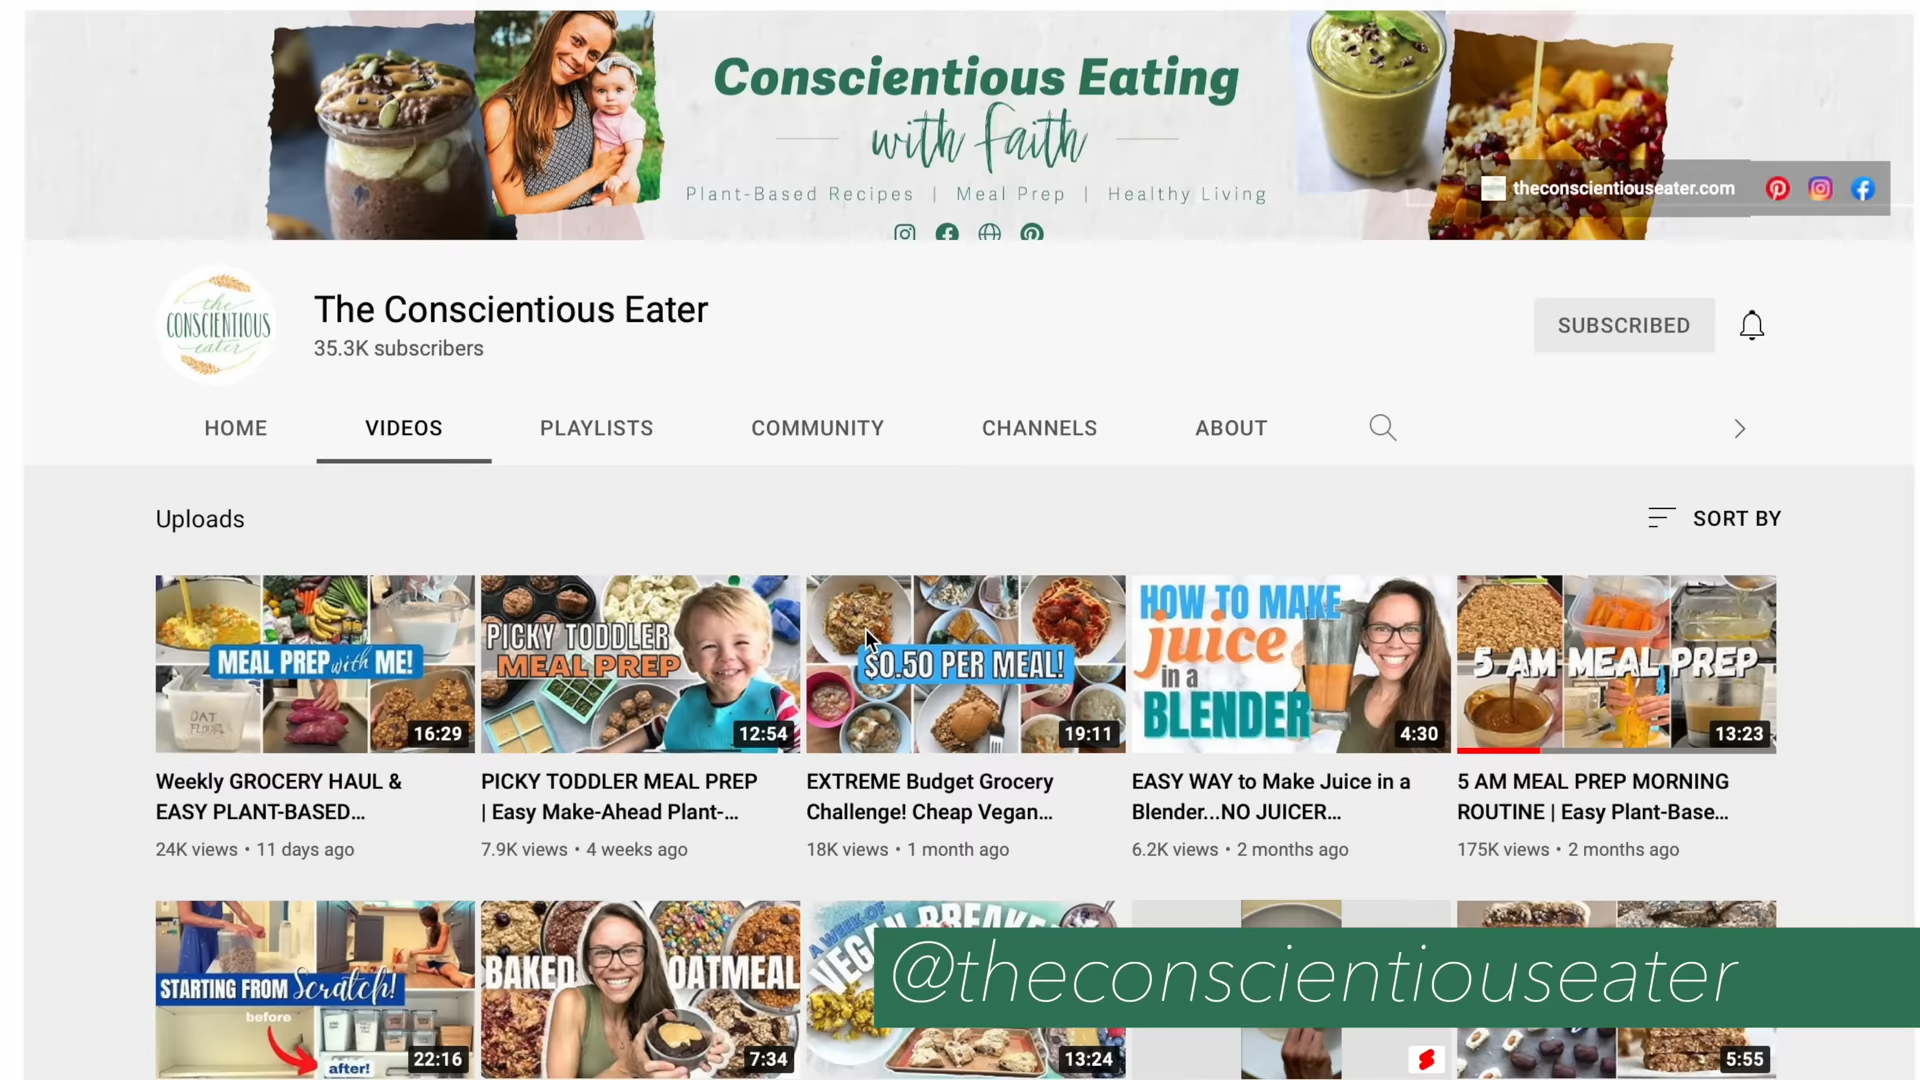 Conscientious Eating
with Faith
Plant-Based Recipes | Meal Prep | Healthy Living
theconscientiouseater.com
the
CONSCIENTIOUS
eater
The Conscientious Eater
35.3K subscribers
SUBSCRIBED
HOME
VIDEOS
PLAYLISTS
COMMUNITY
CHANNELS
ABOUT
Uploads
SORT BY
MEAL PREP with ME!
OAT
FLOUR
16:29
PICKY TODDLER
MEAL PREP
12:54
$0.50 PER MEAL!
19:11
HOW TO MAKE
juice
in a
BLENDER
4:30
5 AM MEAL PREP
13:23
Weekly GROCERY HAUL &
EASY PLANT-BASED...
24K views • 11 days ago
PICKY TODDLER MEAL PREP
| Easy Make-Ahead Plant-...
7.9K views • 4 weeks ago
EXTREME Budget Grocery
Challenge! Cheap Vegan...
18K views • 1 month ago
EASY WAY to Make Juice in a
Blender...NO JUICER...
6.2K views • 2 months ago
5 AM MEAL PREP MORNING
ROUTINE | Easy Plant-Base...
175K views • 2 months ago
STARTING FROM Scratch!
before
after!
22:16
BAKED OATMEAL
7:34
A WEEK OF
13:24
@theconscientiouseater
5:55